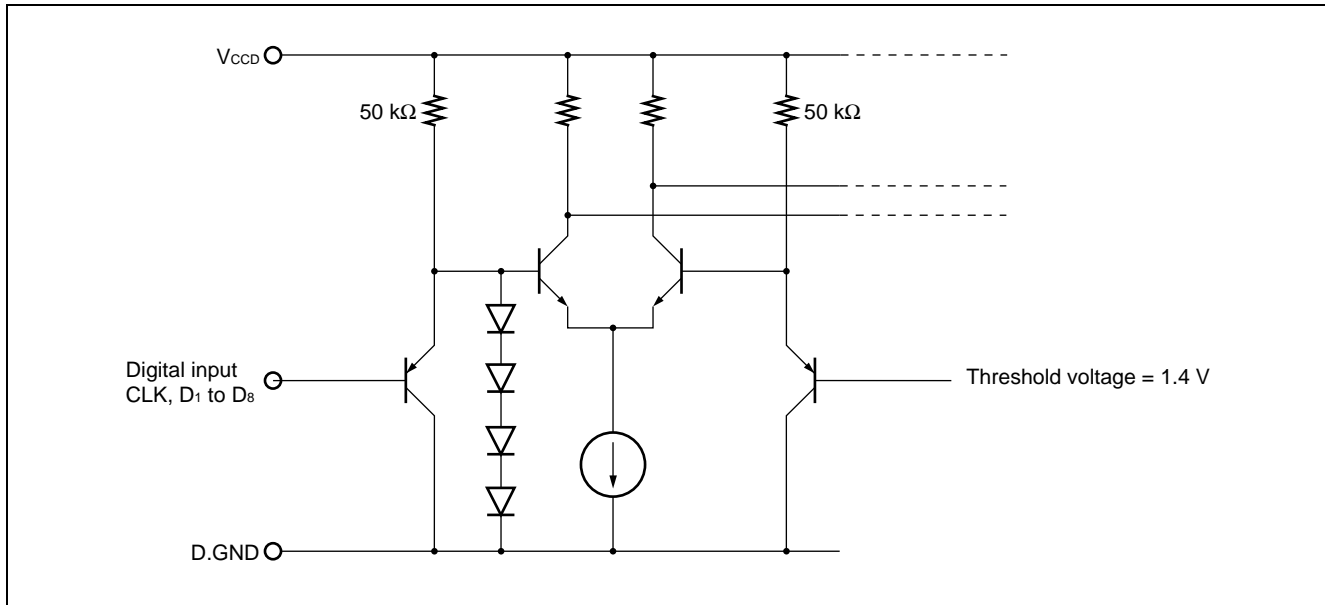 VCCD
50 kΩ
50 kΩ
Digital input
CLK, D1 to D8
Threshold voltage = 1.4 V
D.GND